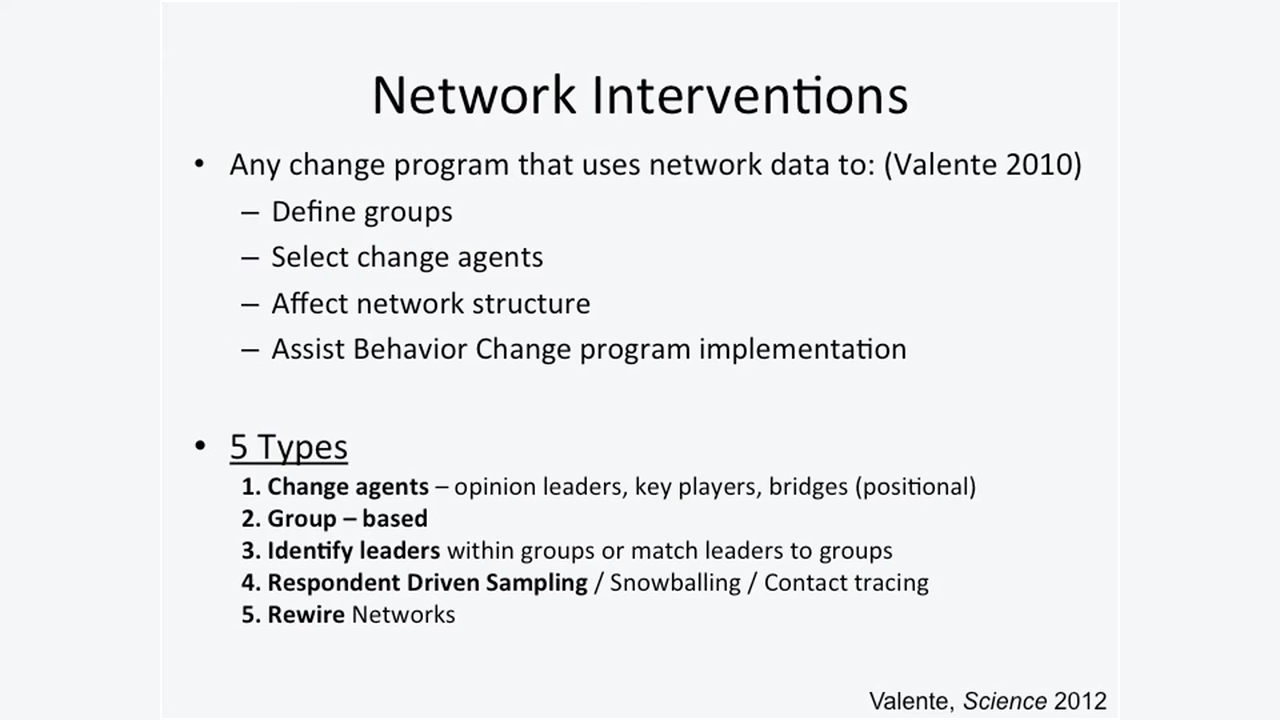 Network Interventions
• Any change program that uses network data to: (Valente 2010)
– Define groups
– Select change agents
– Affect network structure
– Assist Behavior Change program implementation
• 5 Types
1. Change agents – opinion leaders, key players, bridges (positional)
2. Group – based
3. Identify leaders within groups or match leaders to groups
4. Respondent Driven Sampling / Snowballing / Contact tracing
5. Rewire Networks
Valente, Science 2012